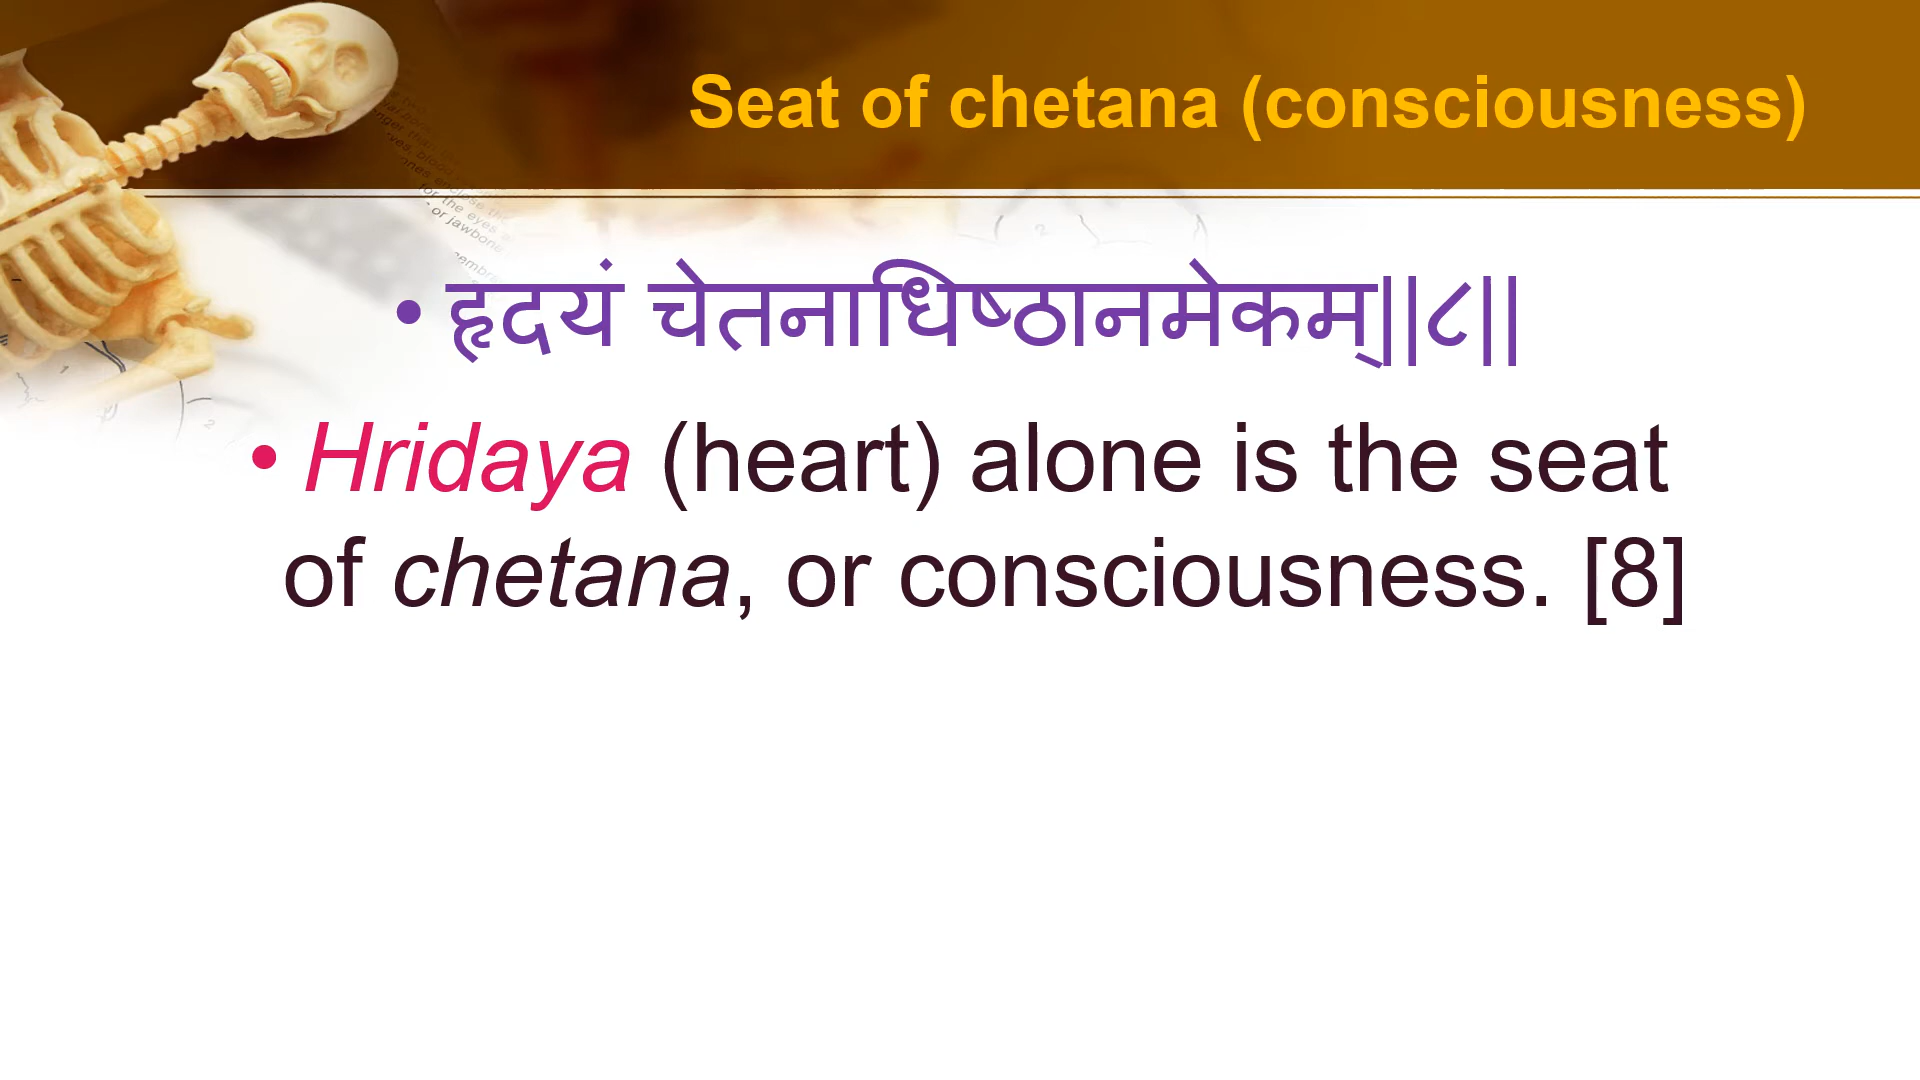 Seat of chetana (consciousness)
• हृदयं चेतनाधिष्ठानमेकम्||८||
• Hridaya (heart) alone is the seat
of chetana, or consciousness. [8]